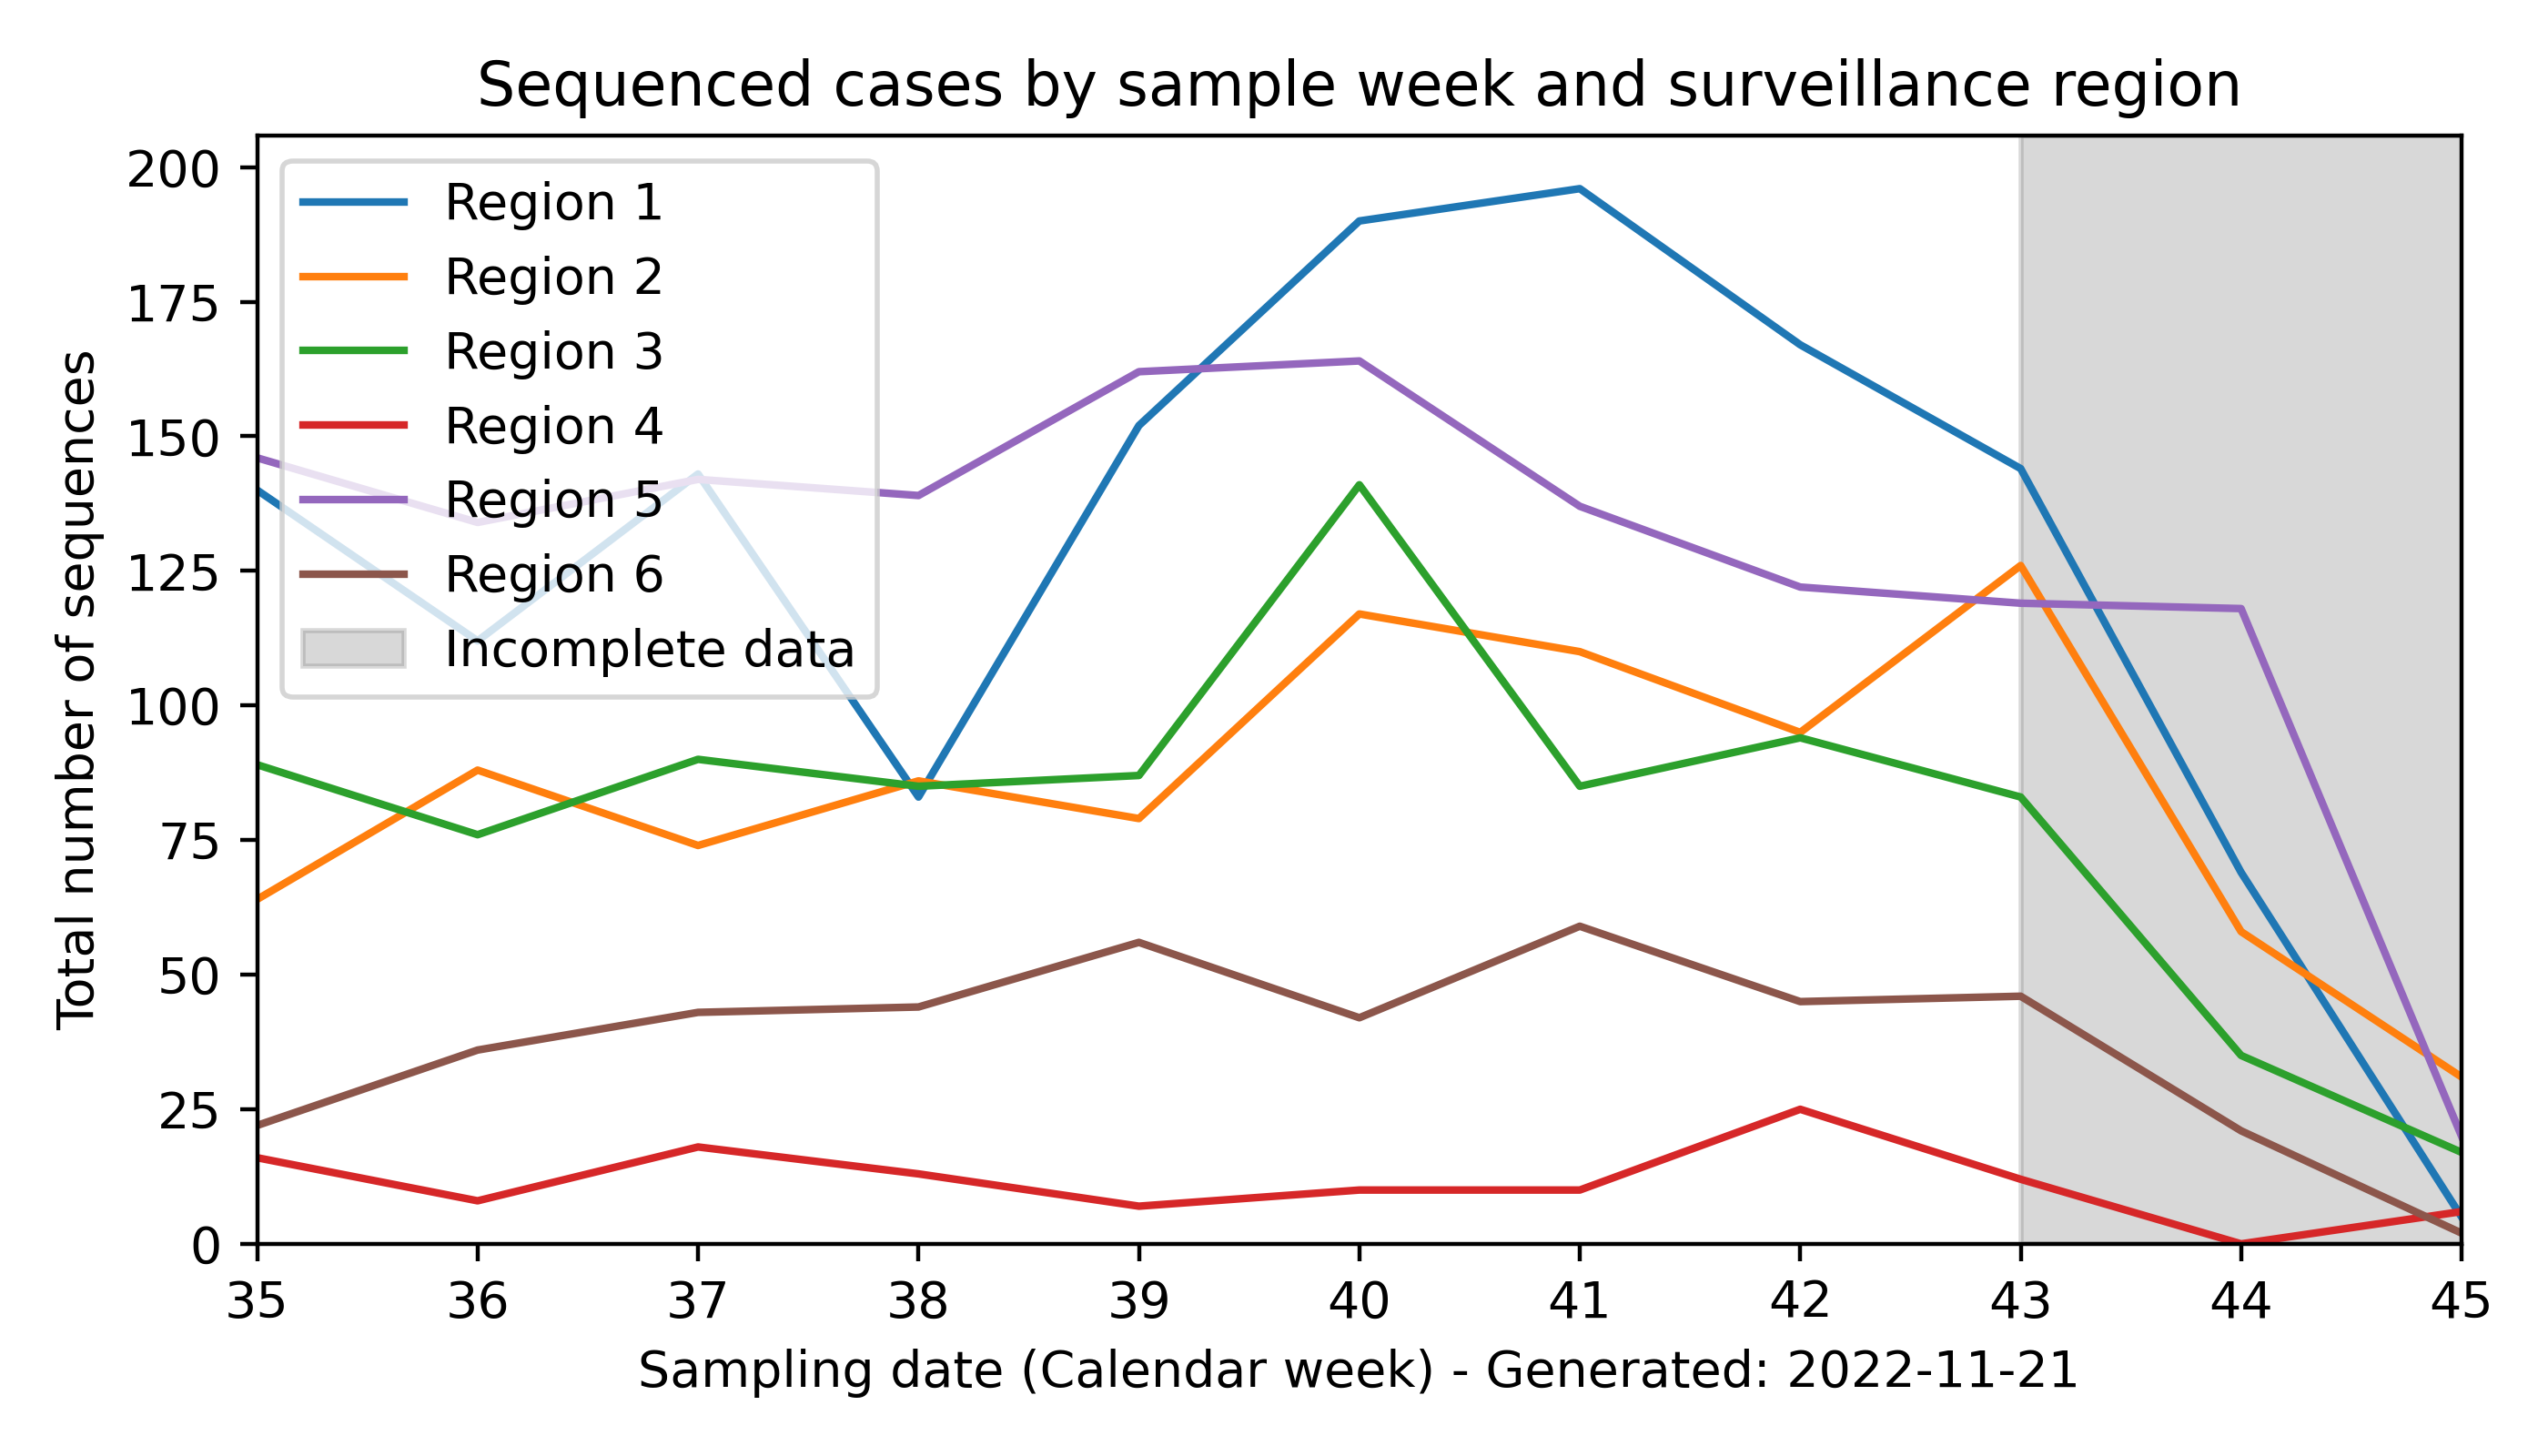 Sequenced cases by sample week and surveillance region
Total number of sequences
200
175
150
125
100
75
50
25
0
Region 1
Region 2
Region 3
Region 4
Region 5
Region 6
Incomplete data
35 36 37 38 39 40 41 42 43 44 45
Sampling date (Calendar week) - Generated: 2022-11-21